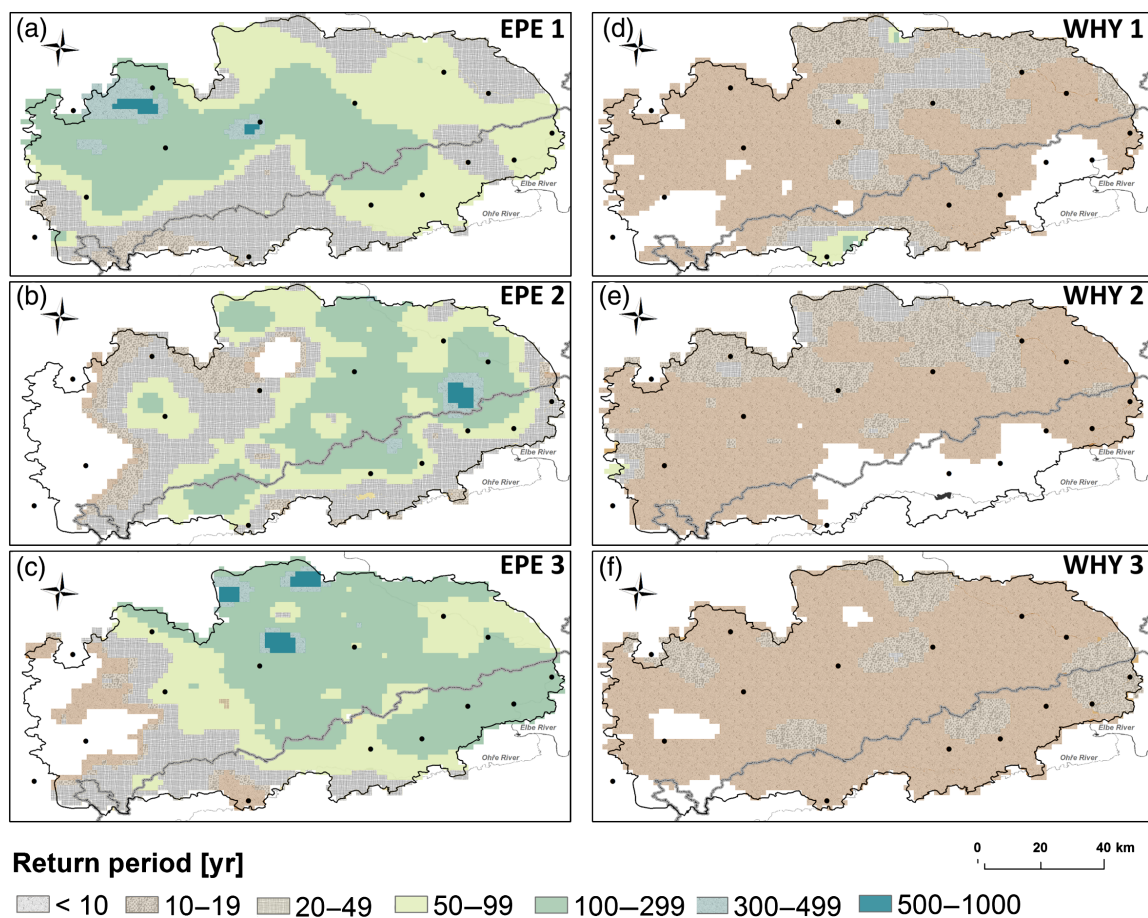 (a)
EPE 1
Elbe River
Ohře River
(d)
WHY 1
Elbe River
Ohře River
(b)
EPE 2
Elbe River
Ohře River
(e)
WHY 2
Elbe River
Ohře River
(c)
EPE 3
Elbe River
Ohře River
(f)
WHY 3
Elbe River
Ohře River
Return period [yr]
0 20 40 km
< 10 10–19 20–49 50–99 100–299 300–499 500–1000